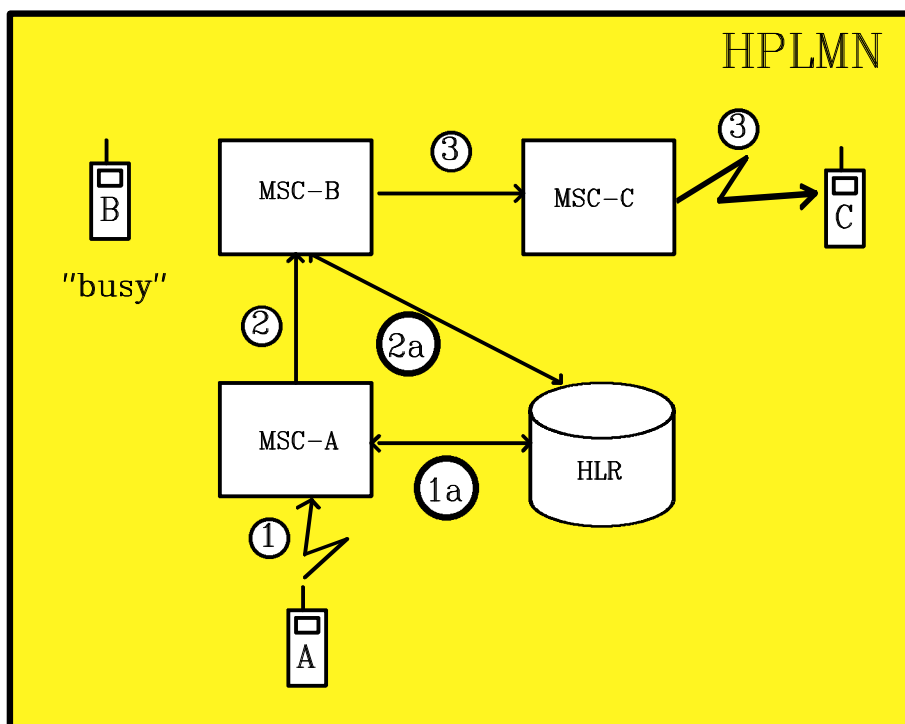 HPLMN
3
3
MSC-B
MSC-C
B
C
"busy"
2
2a
MSC-A
HLR
1a
1
A